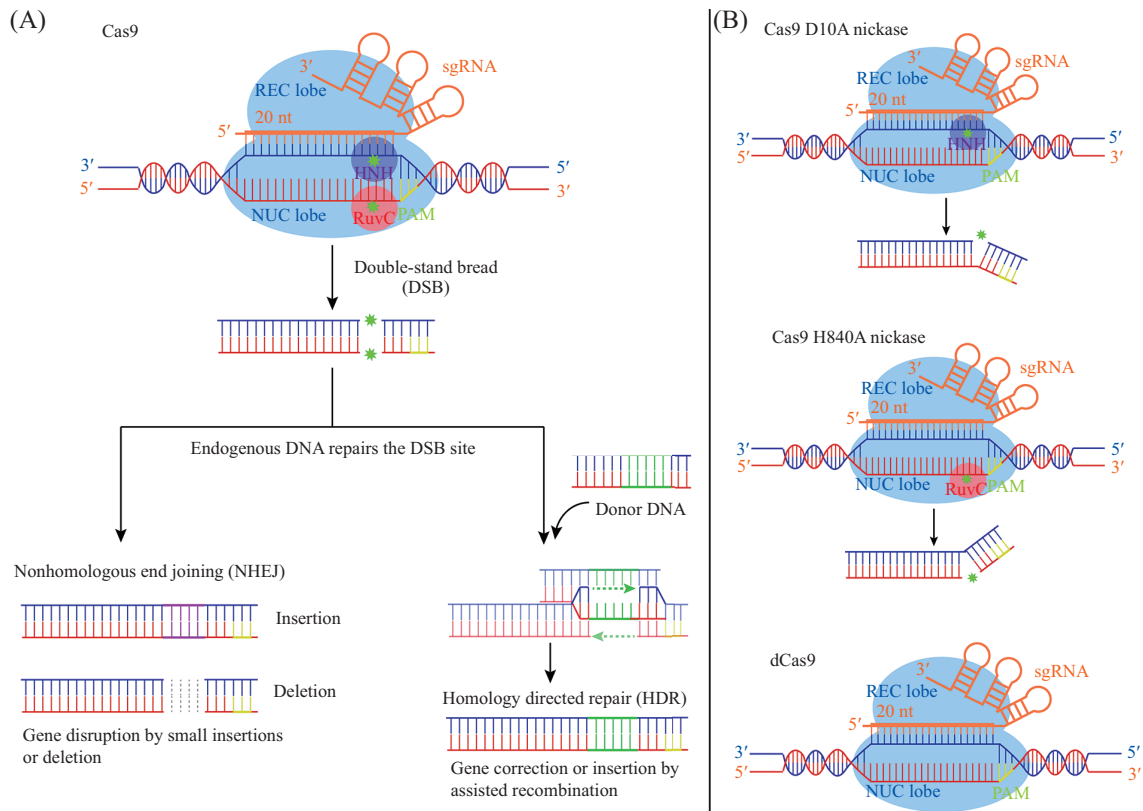 (A)
Cas9
3′
sgRNA
REC lobe
20 nt
5′
3′
5′
HNH
5′
3′
NUC lobe
RuvC
PAM
Double-stand bread
(DSB)
Endogenous DNA repairs the DSB site
Donor DNA
Nonhomologous end joining (NHEJ)
Insertion
Deletion
Gene disruption by small insertions
or deletion
Homology directed repair (HDR)
Gene correction or insertion by
assisted recombination
(B)
Cas9 D10A nickase
3′
sgRNA
REC lobe
20 nt
5′
3′
5′
HNH
5′
3′
NUC lobe
PAM
Cas9 H840A nickase
3′
sgRNA
REC lobe
20 nt
5′
3′
5′
5′
3′
NUC lobe
RuvC
PAM
dCas9
3′
sgRNA
REC lobe
20 nt
5′
3′
5′
5′
3′
NUC lobe
PAM